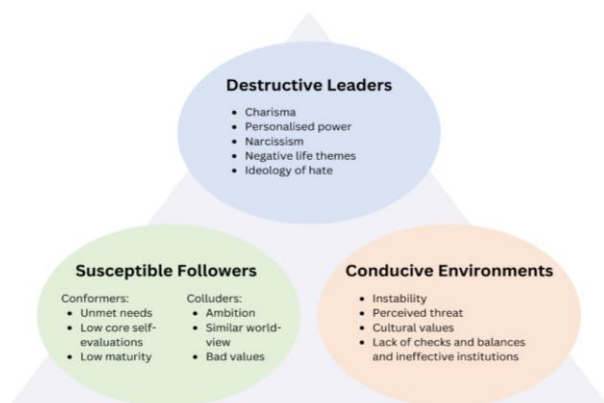 Destructive Leaders
• Charisma
• Personalised power
• Narcissism
• Negative life themes
• Ideology of hate
Susceptible Followers
Conformers:
• Unmet needs
• Low core self-
evaluations
• Low maturity
Colluders:
• Ambition
• Similar world-
view
• Bad values
Conducive Environments
• Instability
• Perceived threat
• Cultural values
• Lack of checks and balances
and ineffective institutions